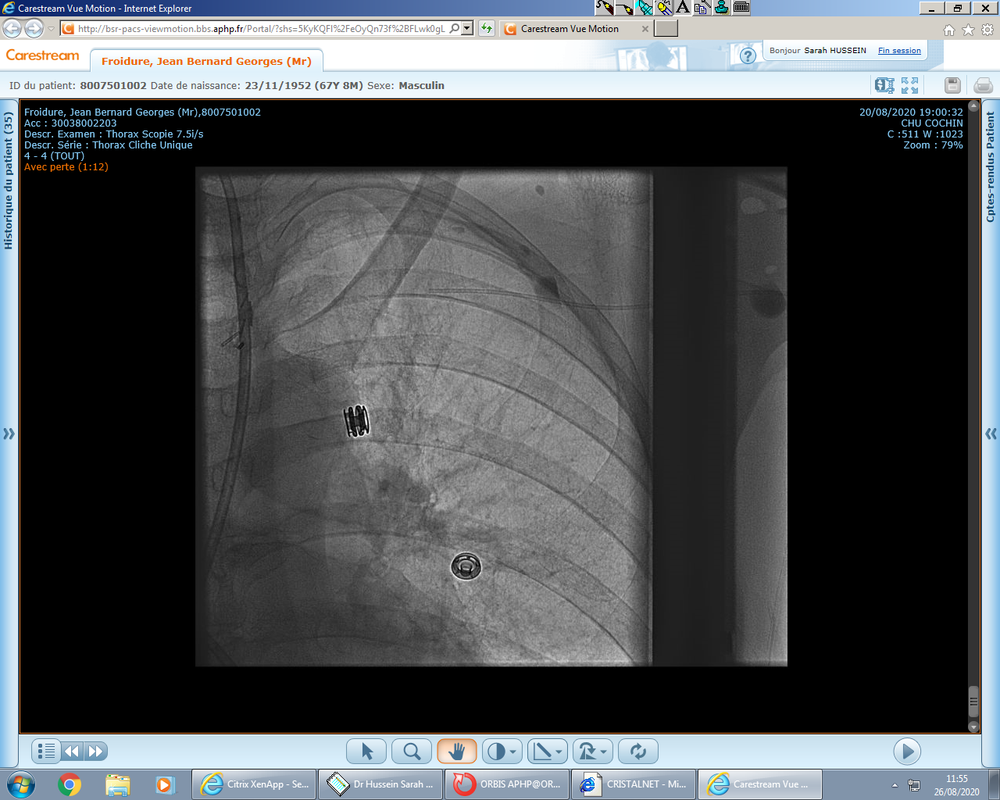 Carestream Vue Motion - Internet Explorer
http://bsr-pacs-viewmotion.bbs.aphp.fr/Portal/?shs=5KyKQFl%2FeOyQn73f%2BFLwk0gL
Carestream Vue Motion
Carestream
Froidure, Jean Bernard Georges (Mr)
Bonjour Sarah HUSSEIN Fin session
ID du patient: 8007501002 Date de naissance: 23/11/1952 (67Y 8M) Sexe: Masculin
Historique du patient (35)
Froidure, Jean Bernard Georges (Mr),8007501002
Acc : 30038002203
Descr. Examen : Thorax Scopie 7.5i/s
Descr. Série : Thorax Cliche Unique
4 - 4 (TOUT)
Avec perte (1:12)
20/08/2020 19:00:32
CHU COCHIN
C :511 W :1023
Zoom : 79%
Cptes-rendus Patient
Citrix XenApp - Se...
Dr Hussein Sarah ...
ORBIS APHP@OR...
CRISTALNET - Mi...
Carestream Vue ...
11:55
26/08/2020